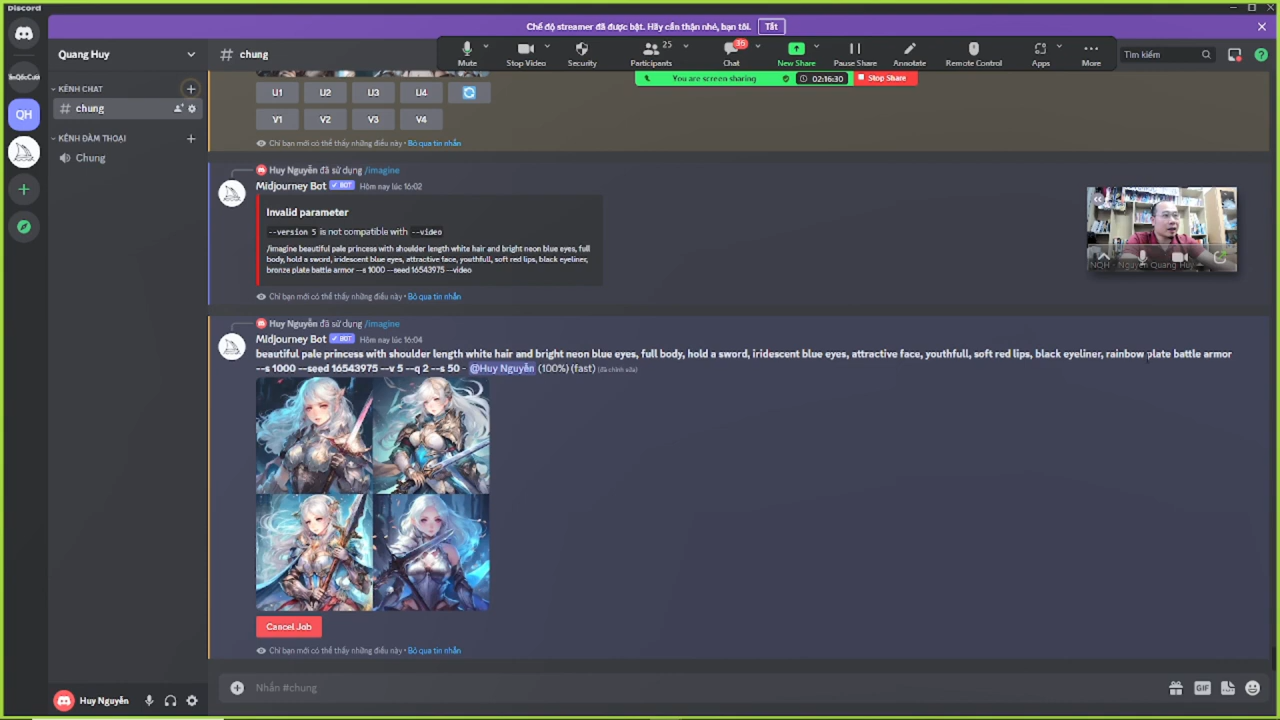 Discord
Chế độ streamer đã được bật. Hãy cẩn thận nhé, bạn tôi.
Tắt
Quang Huy
# chung
Mute
Stop Video
Security
25
Participants
36
Chat
New Share
Pause Share
Annotate
Remote Control
Apps
More
Tìm kiếm
You are screen sharing
02:16:30
Stop Share
KÊNH CHAT
# chung
KÊNH ĐÀM THOẠI
Chung
QH
U1
U2
U3
U4
V1
V2
V3
V4
Chỉ bạn mới có thể thấy những điều này • Bỏ qua tin nhắn
Huy Nguyễn đã sử dụng /imagine
Midjourney Bot ✓ BOT Hôm nay lúc 16:02
Invalid parameter
--version 5 is not compatible with --video
/imagine beautiful pale princess with shoulder length white hair and bright neon blue eyes, full
body, hold a sword, iridescent blue eyes, attractive face, youthfull, soft red lips, black eyeliner,
bronze plate battle armor --s 1000 --seed 16543975 --video
Chỉ bạn mới có thể thấy những điều này • Bỏ qua tin nhắn
NQH - Nguyễn Quang Huy
Huy Nguyễn đã sử dụng /imagine
Midjourney Bot ✓ BOT Hôm nay lúc 16:04
beautiful pale princess with shoulder length white hair and bright neon blue eyes, full body, hold a sword, iridescent blue eyes, attractive face, youthfull, soft red lips, black eyeliner, rainbow plate battle armor
--s 1000 --seed 16543975 --v 5 --q 2 --s 50 - @Huy Nguyễn (100%) (fast) (đã chỉnh sửa)
Cancel Job
Chỉ bạn mới có thể thấy những điều này • Bỏ qua tin nhắn
Huy Nguyễn
Nhắn #chung
GIF